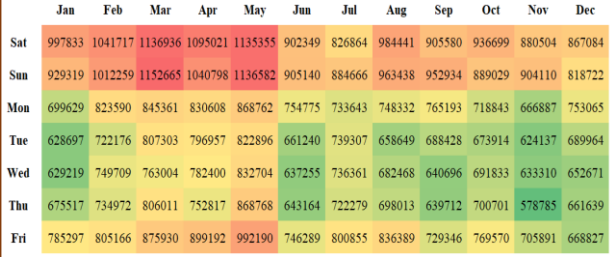 Jan Feb Mar Apr May Jun Jul Aug Sep Oct Nov Dec
Sat 997833 1041717 1136936 1095021 1135355 902349 826864 984441 905580 936699 880504 867084
Sun 929319 1012259 1152665 1040798 1136582 905140 884666 963438 952934 889029 904110 818722
Mon 699629 823590 845361 830608 868762 754775 733643 748332 765193 718843 666887 753065
Tue 628697 722176 807303 796957 822896 661240 739307 658649 688428 673914 624137 689964
Wed 629219 749709 763004 782400 832704 637255 736361 682468 640696 691833 633310 652671
Thu 675517 734972 806011 752817 868768 643164 722279 698013 639712 700701 578785 661639
Fri 785297 805166 875930 899192 992190 746289 800855 836389 729346 769570 705891 668827